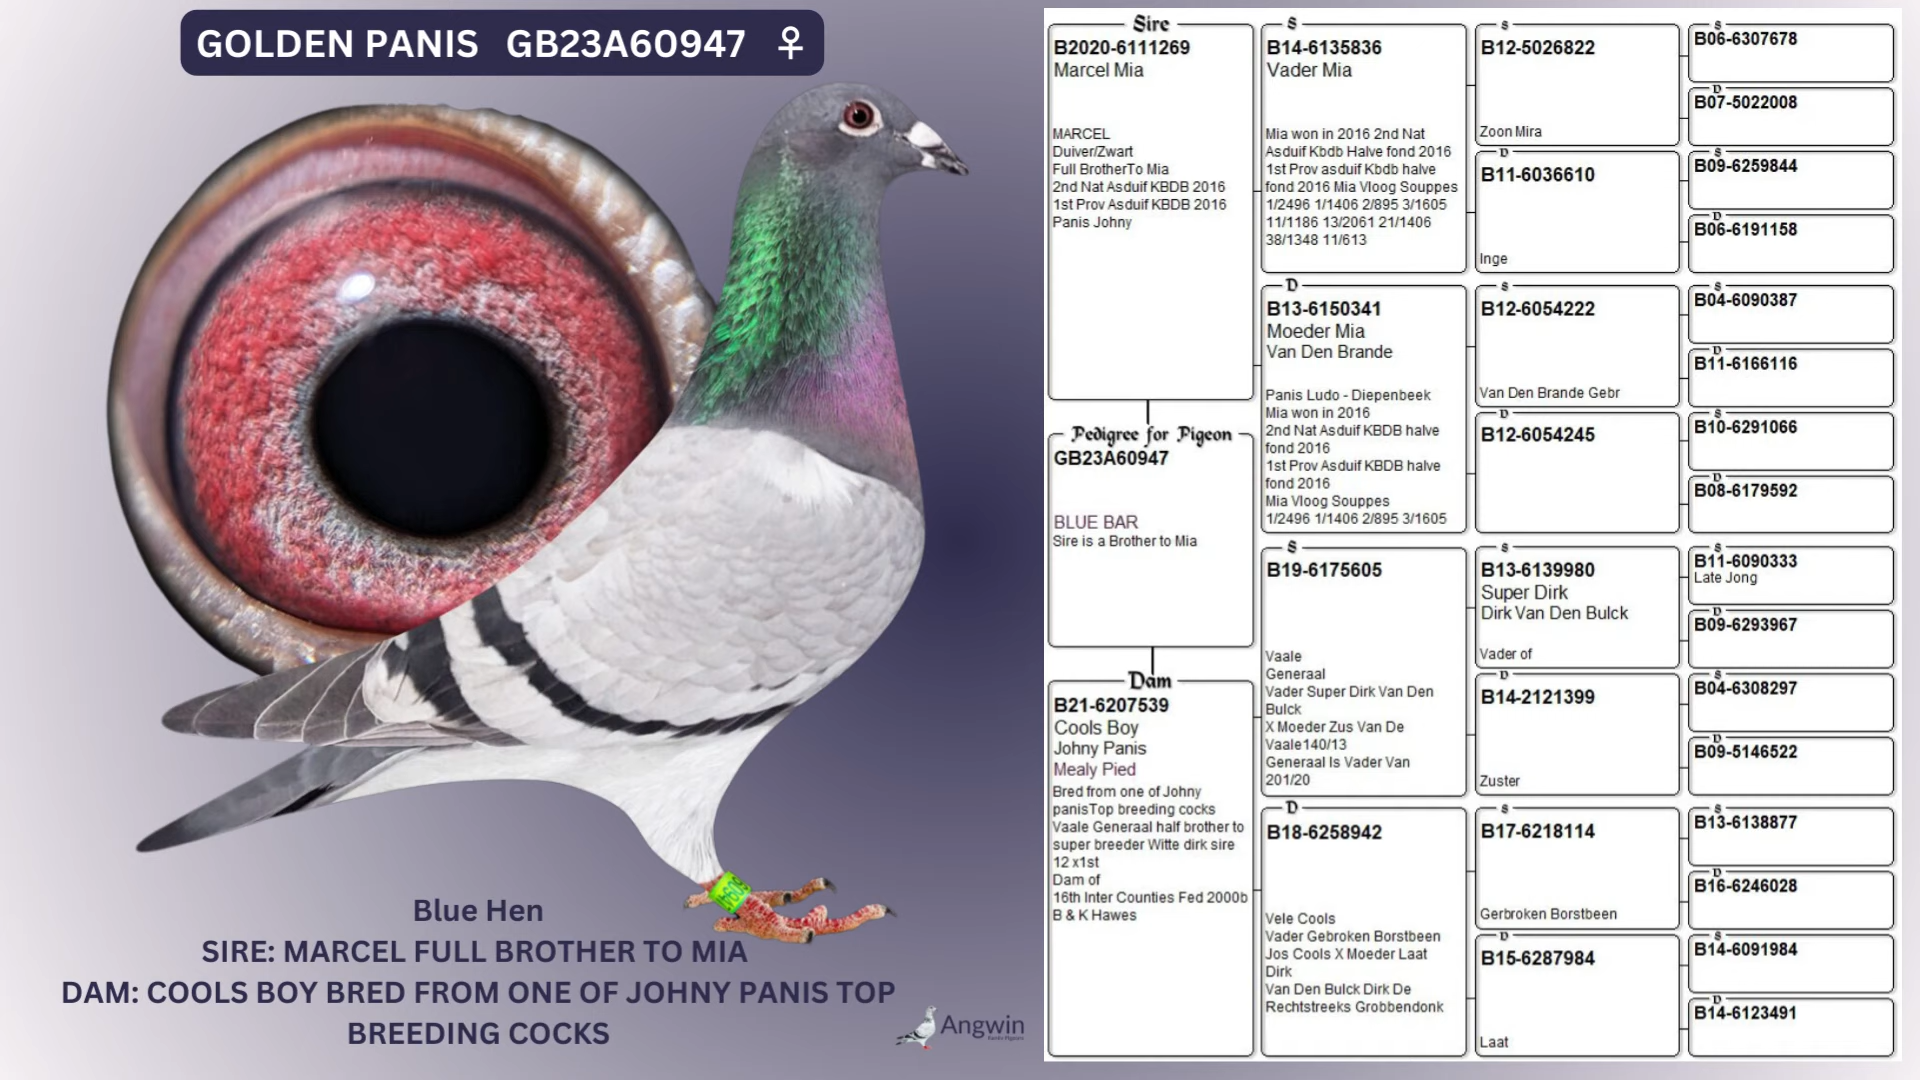 GOLDEN PANIS GB23A60947 ♀
Blue Hen
SIRE: MARCEL FULL BROTHER TO MIA
DAM: COOLS BOY BRED FROM ONE OF JOHNY PANIS TOP
BREEDING COCKS
Angwin
Sire
B2020-6111269
Marcel Mia
MARCEL
Duiver/Zwart
Full BrotherTo Mia
2nd Nat Asduif KBDB 2016
1st Prov Asduif KBDB 2016
Panis Johny
Pedigree for Pigeon
GB23A60947
BLUE BAR
Sire is a Brother to Mia
Dam
B21-6207539
Cools Boy
Johny Panis
Mealy Pied
Bred from one of Johny
panisTop breeding cocks
Vaale Generaal half brother to
super breeder Witte dirk sire
12 x1st
Dam of
16th Inter Counties Fed 2000b
B & K Hawes
S
B14-6135836
Vader Mia
Mia won in 2016 2nd Nat
Asduif Kbdb Halve fond 2016
1st Prov asduif Kbdb halve
fond 2016 Mia Vloog Souppes
1/2496 1/1406 2/895 3/1605
11/1186 13/2061 21/1406
38/1348 11/613
D
B13-6150341
Moeder Mia
Van Den Brande
Panis Ludo - Diepenbeek
Mia won in 2016
2nd Nat Asduif KBDB halve
fond 2016
1st Prov Asduif KBDB halve
fond 2016
Mia Vloog Souppes
1/2496 1/1406 2/895 3/1605
S
B19-6175605
Vaale
Generaal
Vader Super Dirk Van Den
Bulck
X Moeder Zus Van De
Vaale140/13
Generaal Is Vader Van
201/20
D
B18-6258942
Vele Cools
Vader Gebroken Borstbeen
Jos Cools X Moeder Laat
Dirk
Van Den Bulck Dirk De
Rechtstreeks Grobbendonk
S
B12-5026822
Zoon Mira
D
B11-6036610
Inge
S
B12-6054222
Van Den Brande Gebr
D
B12-6054245
S
B13-6139980
Super Dirk
Dirk Van Den Bulck
Vader of
D
B14-2121399
Zuster
S
B17-6218114
Gerbroken Borstbeen
D
B15-6287984
Laat
S
B06-6307678
D
B07-5022008
S
B09-6259844
D
B06-6191158
S
B04-6090387
D
B11-6166116
S
B10-6291066
D
B08-6179592
S
B11-6090333
Late Jong
D
B09-6293967
S
B04-6308297
D
B09-5146522
S
B13-6138877
D
B16-6246028
S
B14-6091984
D
B14-6123491